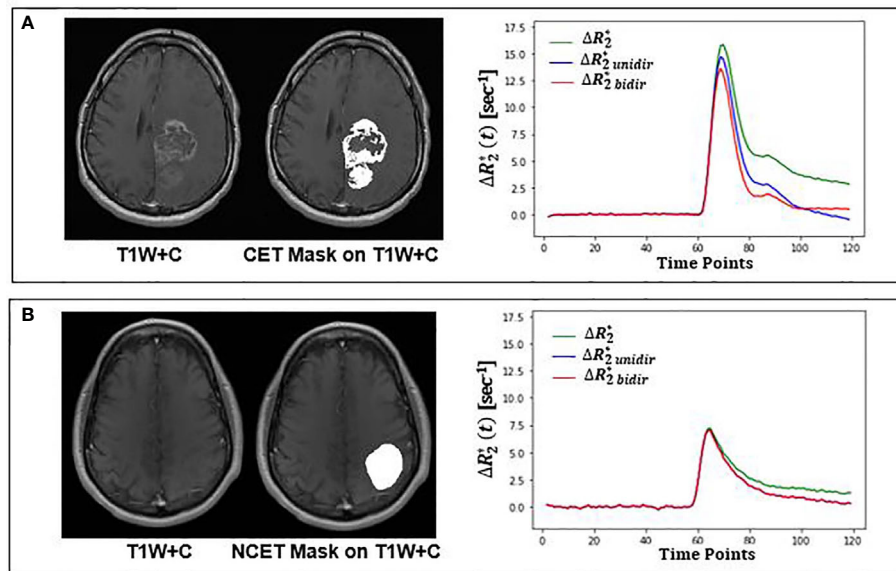 A
T1W+C
CET Mask on T1W+C
ΔR₂* (t) [sec⁻¹]
17.5
15.0
12.5
10.0
7.5
5.0
2.5
0.0
ΔR₂*
ΔR₂* unidir
ΔR₂* bidir
0 20 40 60 80 100 120
Time Points
B
T1W+C
NCET Mask on T1W+C
ΔR₂* (t) [sec⁻¹]
17.5
15.0
12.5
10.0
7.5
5.0
2.5
0.0
ΔR₂*
ΔR₂* unidir
ΔR₂* bidir
0 20 40 60 80 100 120
Time Points